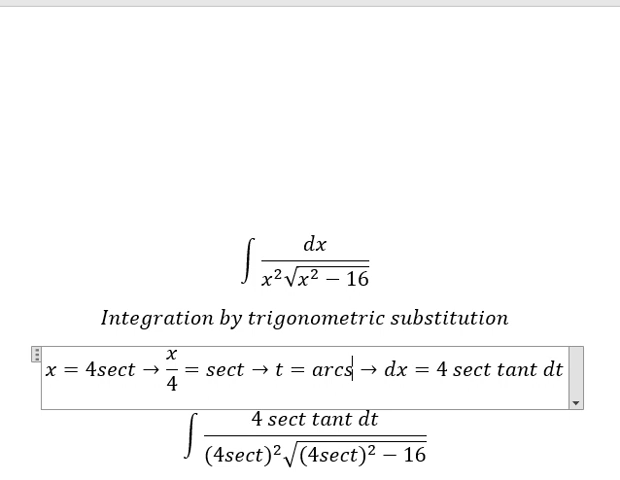 ∫ dx / x²√x² − 16
Integration by trigonometric substitution
x = 4sect → x/4 = sect → t = arcs → dx = 4 sect tant dt
∫ 4 sect tant dt / (4sect)²√(4sect)² − 16